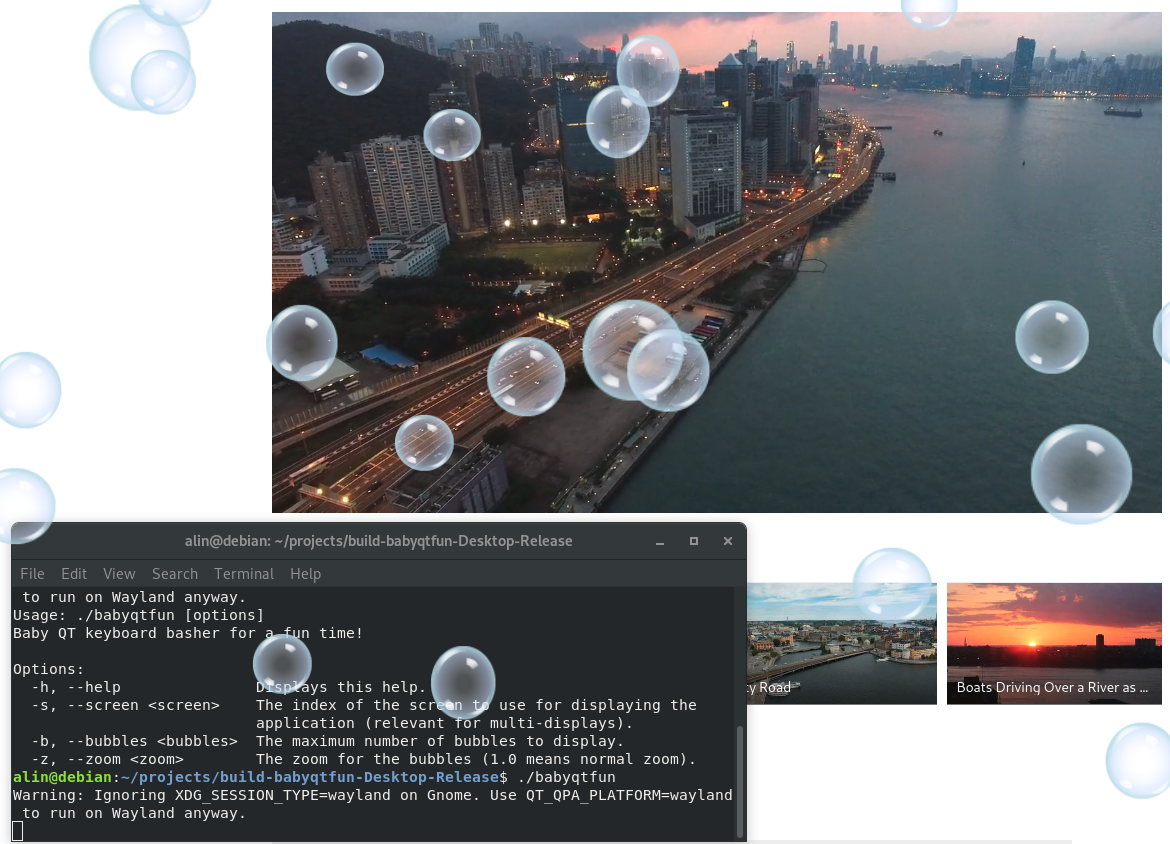 alin@debian: ~/projects/build-babyqtfun-Desktop-Release
File Edit View Search Terminal Help
to run on Wayland anyway.
Usage: ./babyqtfun [options]
Baby QT keyboard basher for a fun time!
Options:
-h, --help Displays this help.
-s, --screen <screen> The index of the screen to use for displaying the
application (relevant for multi-displays).
-b, --bubbles <bubbles> The maximum number of bubbles to display.
-z, --zoom <zoom> The zoom for the bubbles (1.0 means normal zoom).
alin@debian:~/projects/build-babyqtfun-Desktop-Release$ ./babyqtfun
Warning: Ignoring XDG_SESSION_TYPE=wayland on Gnome. Use QT_QPA_PLATFORM=wayland
to run on Wayland anyway.
Road
Boats Driving Over a River as ...